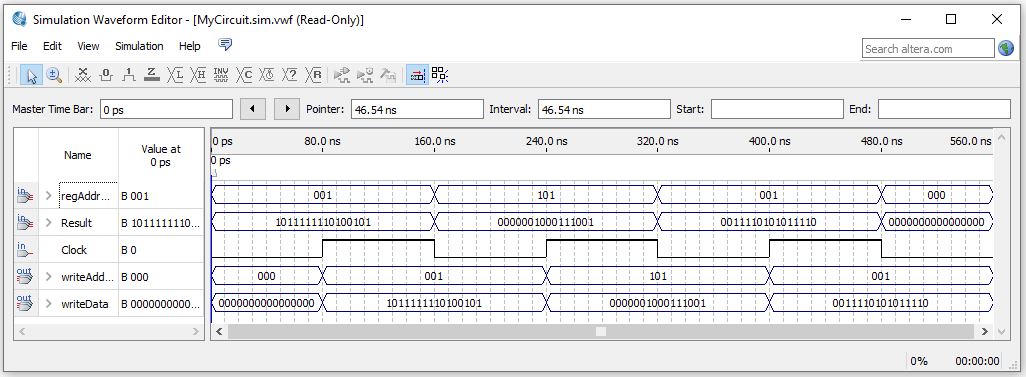 Simulation Waveform Editor - [MyCircuit.sim.vwf (Read-Only)]
File Edit View Simulation Help
Search altera.com
Master Time Bar: 0 ps Pointer: 46.54 ns Interval: 46.54 ns Start: End:
Name Value at 0 ps
0 ps 80.0 ns 160.0 ns 240.0 ns 320.0 ns 400.0 ns 480.0 ns 560.0 ns
0 ps
in regAddr... B 001 001 101 001 000
in Result B 1011111110... 1011111110100101 0000001000111001 0011110101011110 0000000000000000
in Clock B 0
out writeAdd... B 000 000 001 101 001
out writeData B 0000000000... 0000000000000000 1011111110100101 0000001000111001 0011110101011110
0% 00:00:00